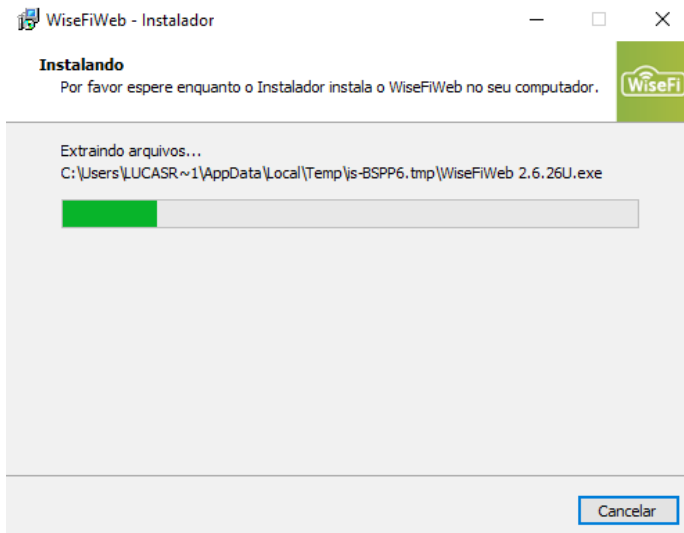 WiseFiWeb - Instalador
Instalando
Por favor espere enquanto o Instalador instala o WiseFiWeb no seu computador.
WiseFi
Extraindo arquivos...
C:\Users\LUCASR~1\AppData\Local\Temp\is-BSPP6.tmp\WiseFiWeb 2.6.26U.exe
Cancelar